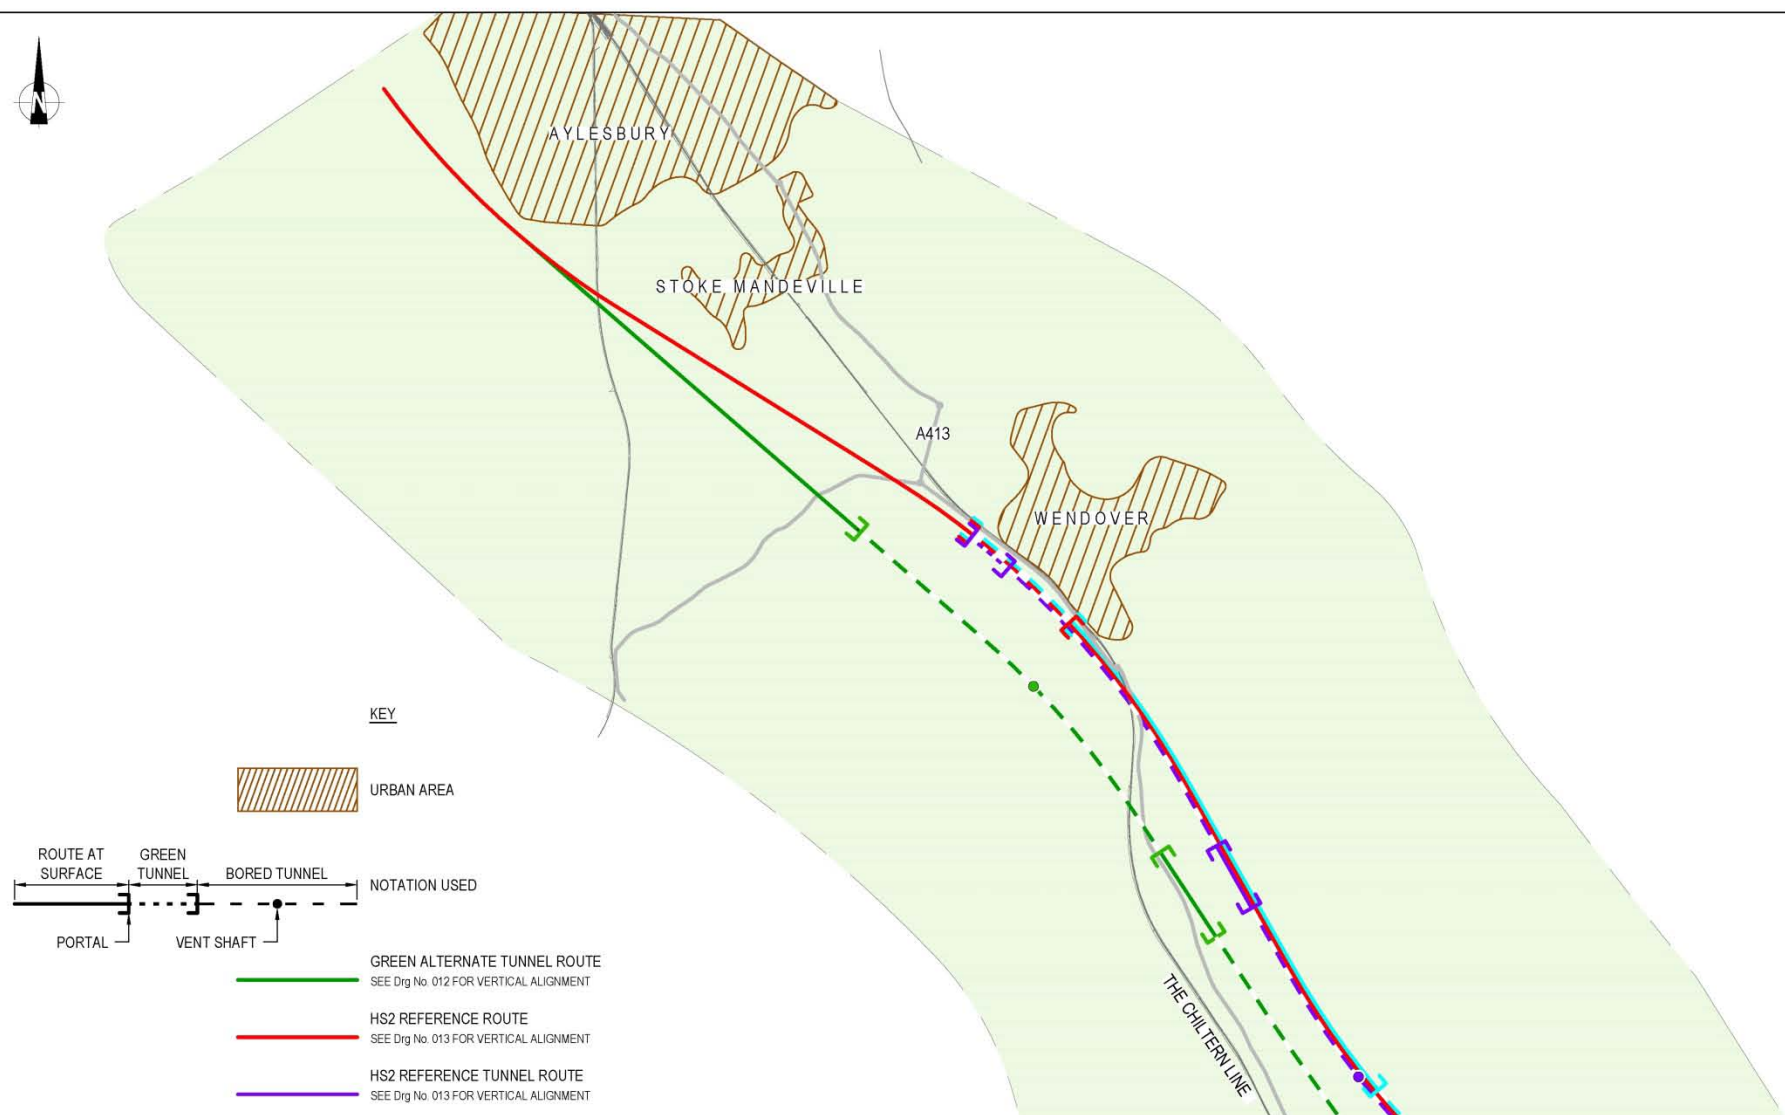 N
AYLESBURY
STOKE MANDEVILLE
A413
WENDOVER
THE CHILTERN LINE
KEY
URBAN AREA
ROUTE AT
SURFACE
GREEN
TUNNEL
BORED TUNNEL
NOTATION USED
PORTAL
VENT SHAFT
GREEN ALTERNATE TUNNEL ROUTE
SEE Drg No. 012 FOR VERTICAL ALIGNMENT
HS2 REFERENCE ROUTE
SEE Drg No. 013 FOR VERTICAL ALIGNMENT
HS2 REFERENCE TUNNEL ROUTE
SEE Drg No. 013 FOR VERTICAL ALIGNMENT